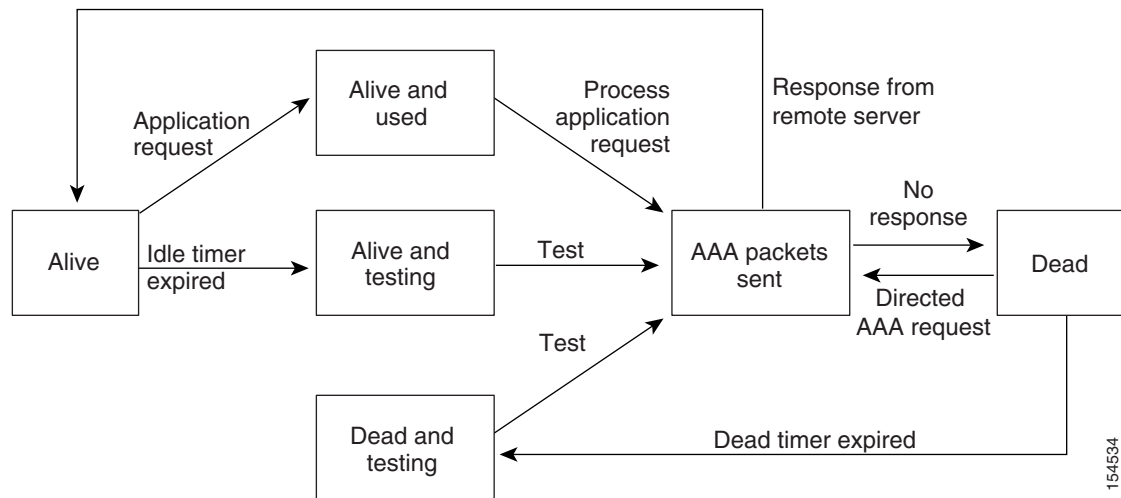 Alive and
used
Process
application
request
Response from
remote server
Application
request
No
response
Alive
Idle timer
expired
Alive and
testing
Test
AAA packets
sent
Dead
Directed
AAA request
Test
Dead and
testing
Dead timer expired
154534